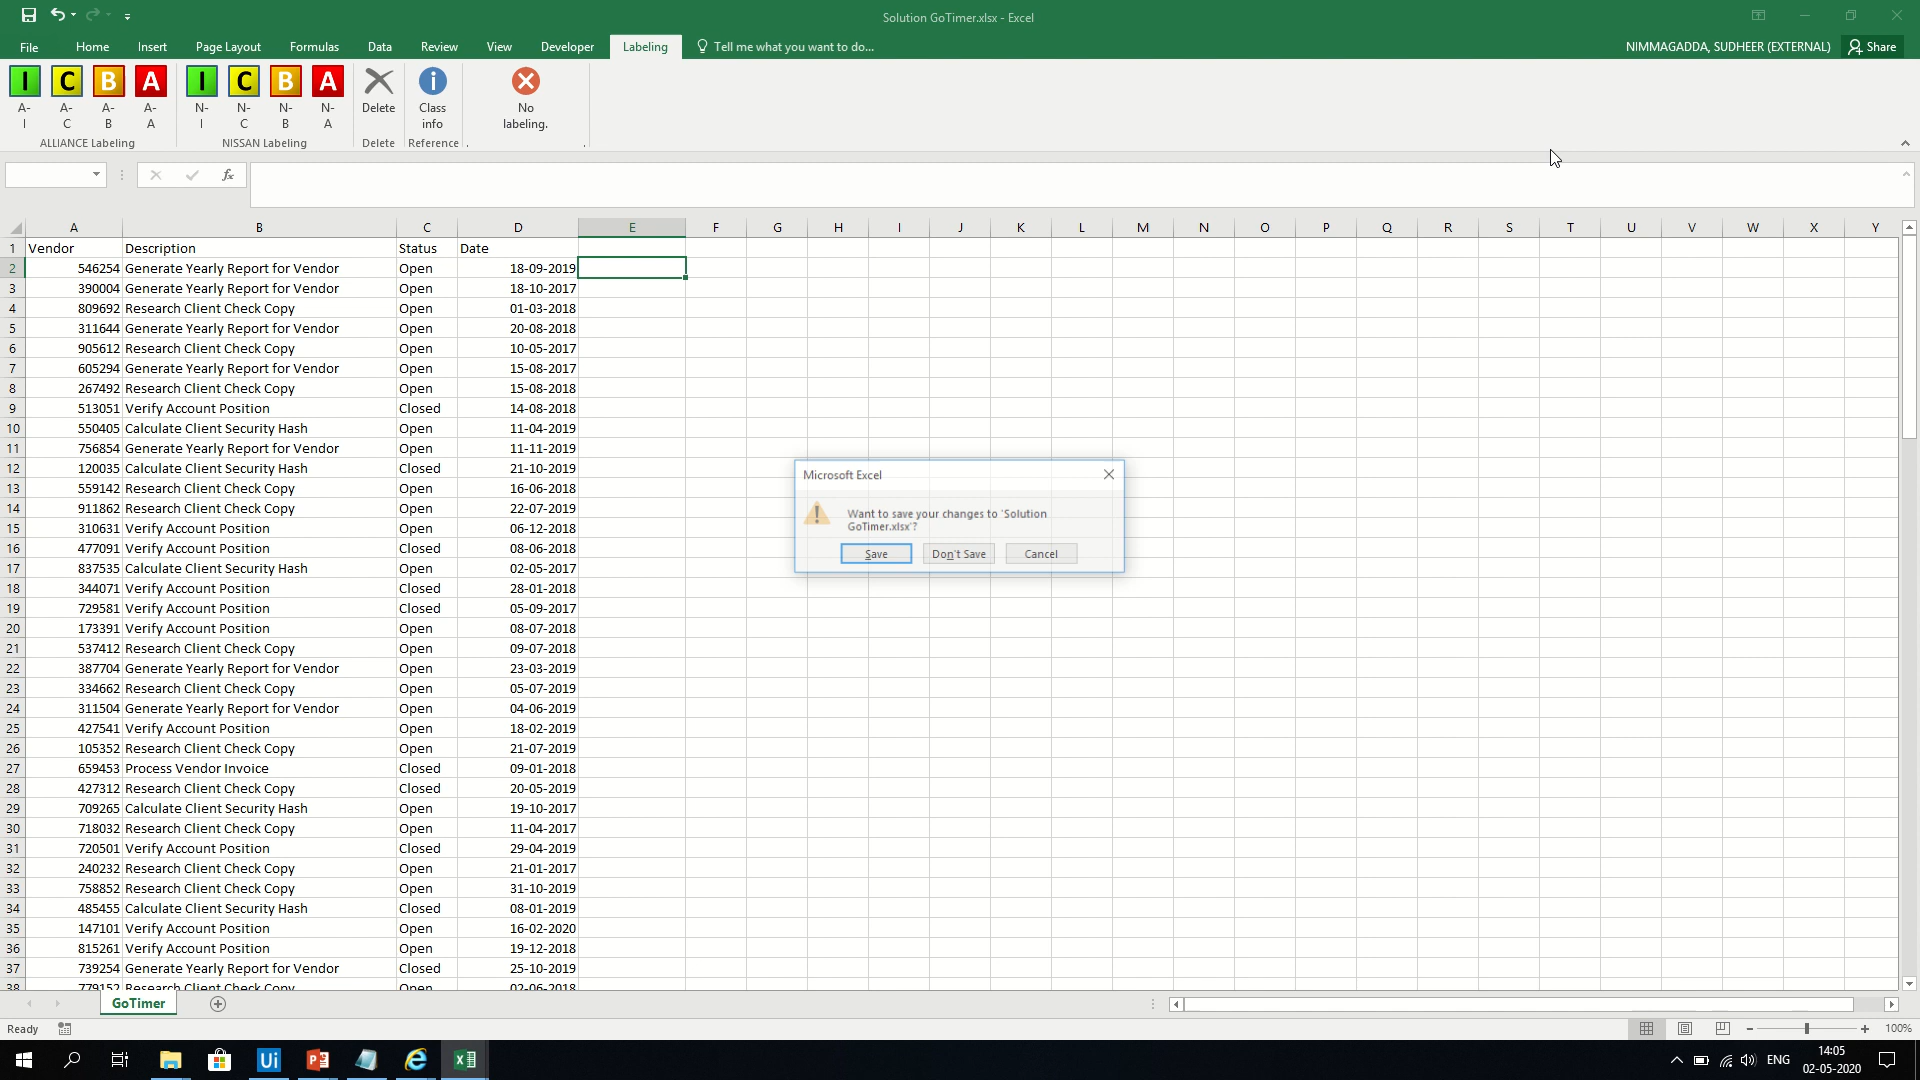 Solution GoTimer.xlsx - Excel
File Home Insert Page Layout Formulas Data Review View Developer Labeling Tell me what you want to do... NIMMAGADDA, SUDHEER (EXTERNAL) Share
I C B A I C B A
A- A- A- A- N- N- N- N- Delete Class No
I C B A I C B A info labeling.
ALLIANCE Labeling NISSAN Labeling Delete Reference
fx
A B C D E F G H I J K L M N O P Q R S T U V W X Y
1 Vendor Description Status Date
2 546254 Generate Yearly Report for Vendor Open 18-09-2019
3 390004 Generate Yearly Report for Vendor Open 18-10-2017
4 809692 Research Client Check Copy Open 01-03-2018
5 311644 Generate Yearly Report for Vendor Open 20-08-2018
6 905612 Research Client Check Copy Open 10-05-2017
7 605294 Generate Yearly Report for Vendor Open 15-08-2017
8 267492 Research Client Check Copy Open 15-08-2018
9 513051 Verify Account Position Closed 14-08-2018
10 550405 Calculate Client Security Hash Open 11-04-2019
11 756854 Generate Yearly Report for Vendor Open 11-11-2019
12 120035 Calculate Client Security Hash Closed 21-10-2019
13 559142 Research Client Check Copy Open 16-06-2018
14 911862 Research Client Check Copy Open 22-07-2019
15 310631 Verify Account Position Open 06-12-2018
16 477091 Verify Account Position Closed 08-06-2018
17 837535 Calculate Client Security Hash Open 02-05-2017
18 344071 Verify Account Position Closed 28-01-2018
19 729581 Verify Account Position Closed 05-09-2017
20 173391 Verify Account Position Open 08-07-2018
21 537412 Research Client Check Copy Open 09-07-2018
22 387704 Generate Yearly Report for Vendor Open 23-03-2019
23 334662 Research Client Check Copy Open 05-07-2019
24 311504 Generate Yearly Report for Vendor Open 04-06-2019
25 427541 Verify Account Position Open 18-02-2019
26 105352 Research Client Check Copy Open 21-07-2019
27 659453 Process Vendor Invoice Closed 09-01-2018
28 427312 Research Client Check Copy Closed 20-05-2019
29 709265 Calculate Client Security Hash Open 19-10-2017
30 718032 Research Client Check Copy Open 11-04-2017
31 720501 Verify Account Position Closed 29-04-2019
32 240232 Research Client Check Copy Open 21-01-2017
33 758852 Research Client Check Copy Open 31-10-2019
34 485455 Calculate Client Security Hash Closed 08-01-2019
35 147101 Verify Account Position Open 16-02-2020
36 815261 Verify Account Position Open 19-12-2018
37 739254 Generate Yearly Report for Vendor Closed 25-10-2019
38 779152 Research Client Copy Open 02-06-2018
Microsoft Excel
Want to save your changes to 'Solution
GoTimer.xlsx'?
Save Don't Save Cancel
GoTimer
Ready 100%
Ui ENG 14:05
02-05-2020